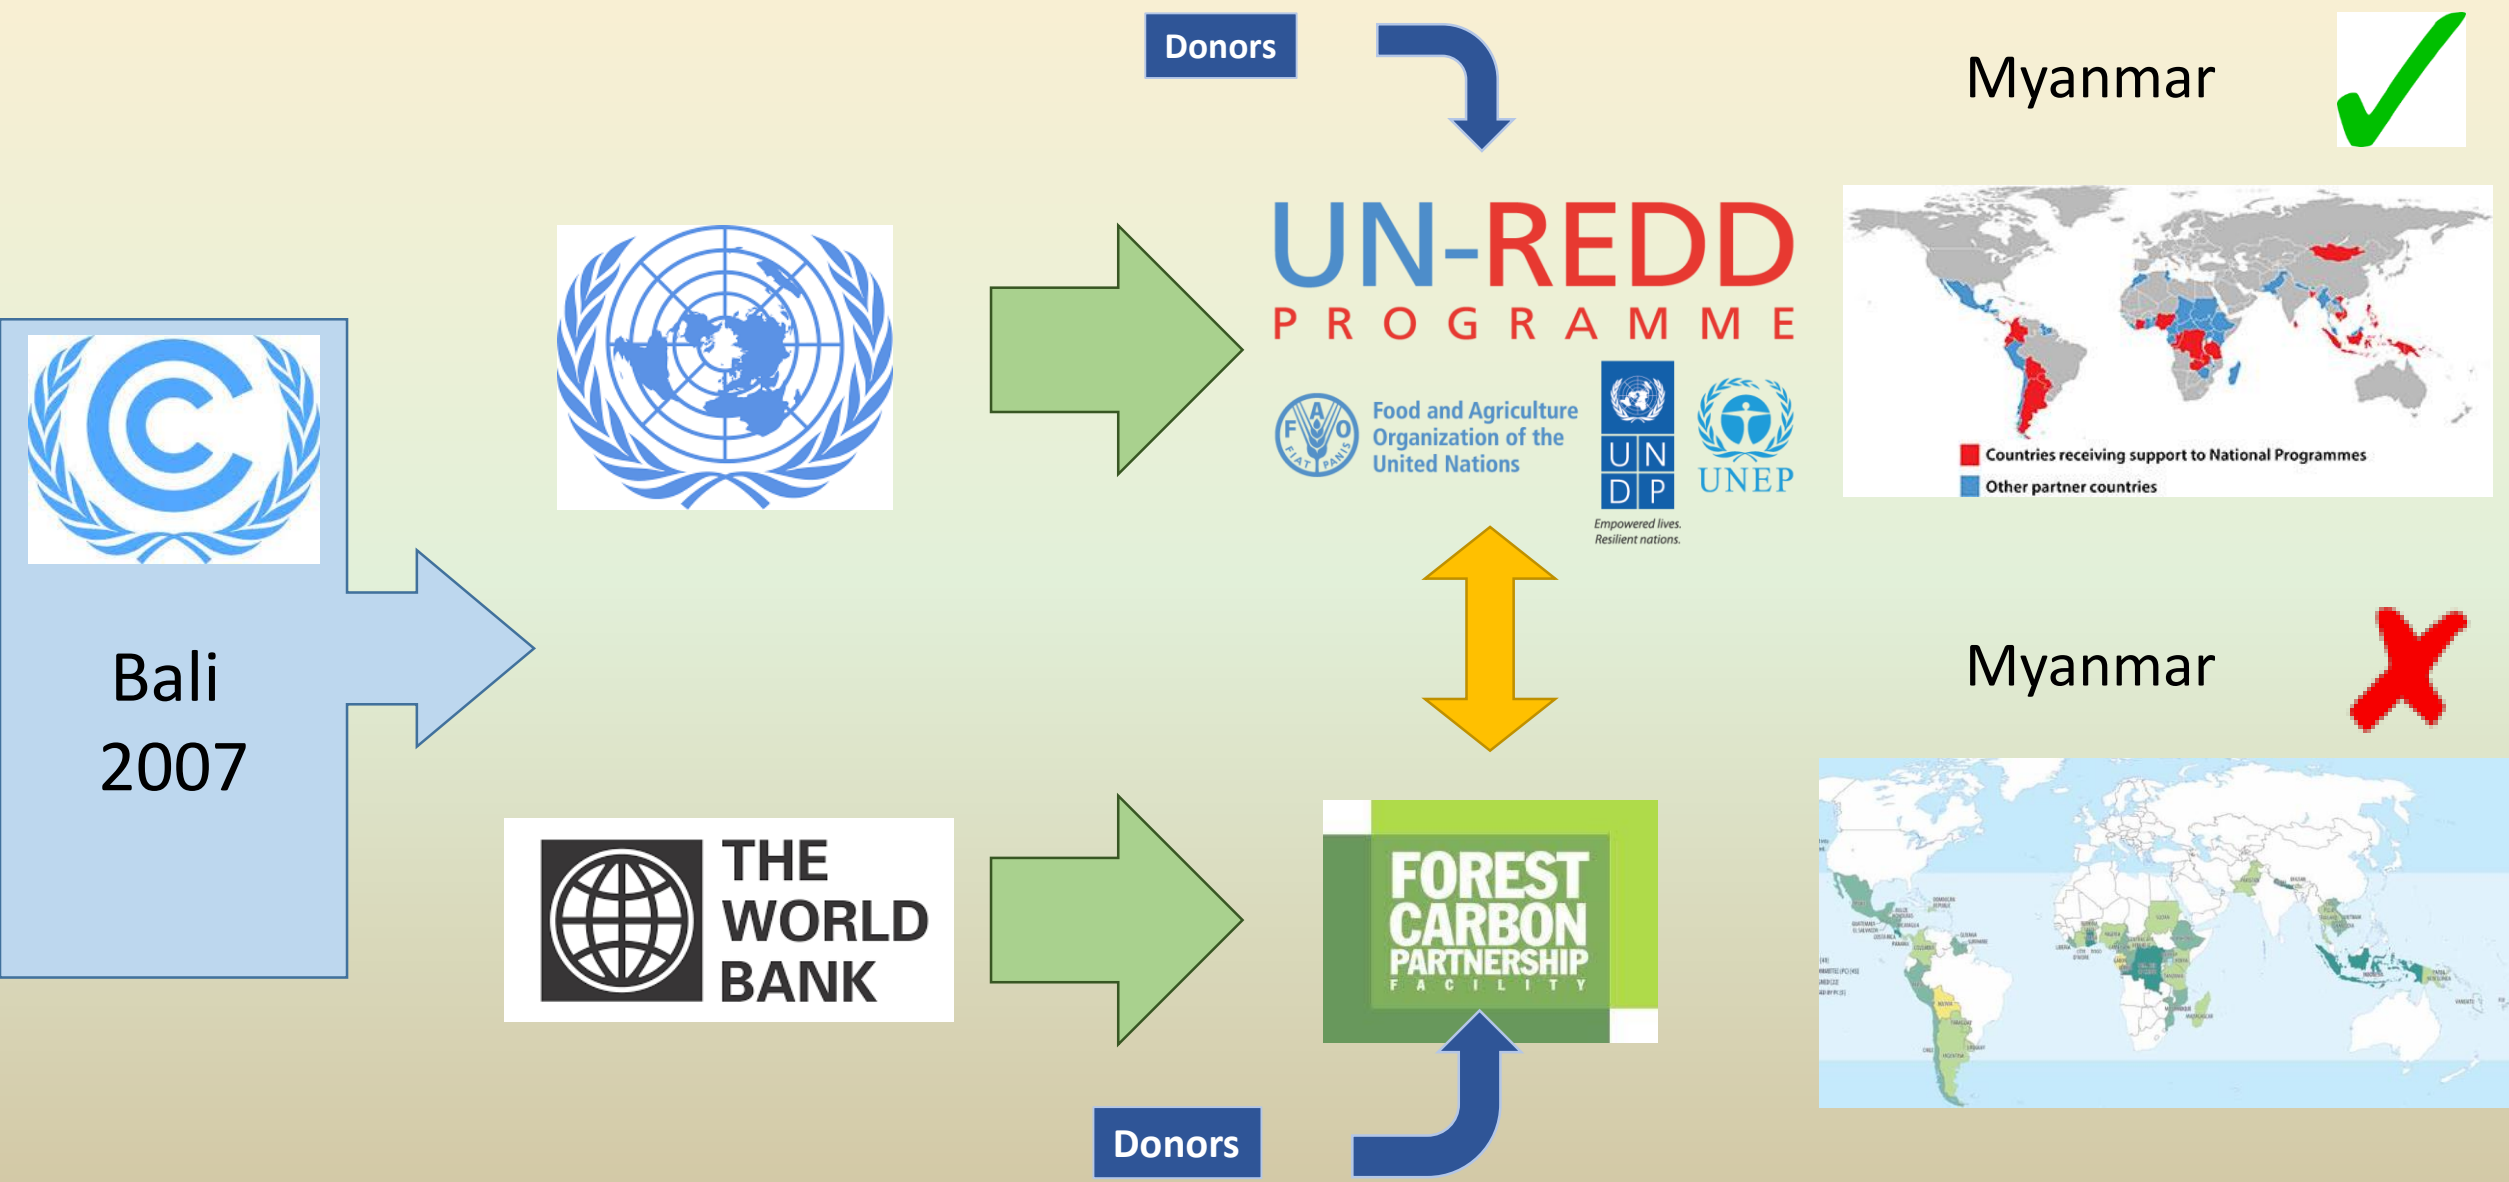 Donors
Myanmar
UN-REDD
PROGRAMME
FAO
FIAT PANIS
Food and Agriculture
Organization of the
United Nations
UN
DP
Empowered lives.
Resilient nations.
UNEP
Countries receiving support to National Programmes
Other partner countries
Bali
2007
Myanmar
THE
WORLD
BANK
FOREST
CARBON
PARTNERSHIP
FACILITY
Donors